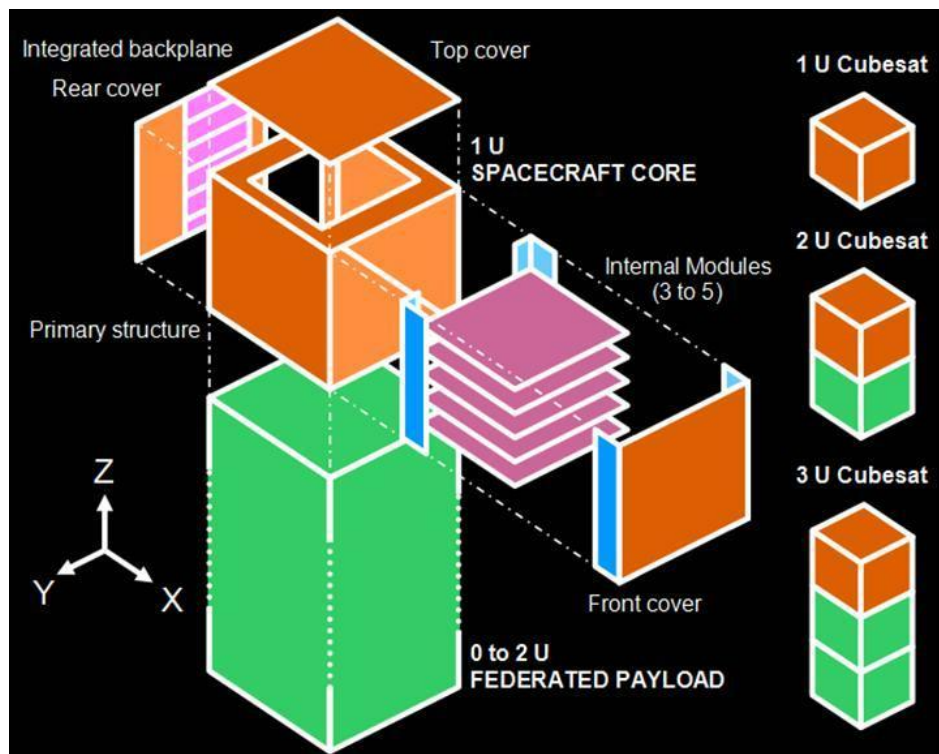 Integrated backplane
Rear cover
Top cover
1 U
SPACECRAFT CORE
Internal Modules
(3 to 5)
Primary structure
Z
Y
X
Front cover
0 to 2 U
FEDERATED PAYLOAD
1 U Cubesat
2 U Cubesat
3 U Cubesat